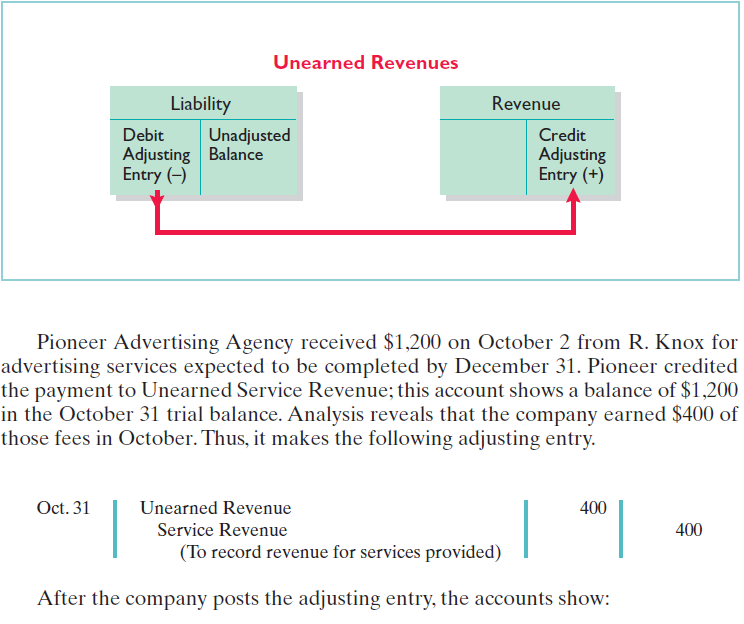 Unearned Revenues
Liability
Debit
Adjusting
Entry (–)
Unadjusted
Balance
Revenue
Credit
Adjusting
Entry (+)
Pioneer Advertising Agency received $1,200 on October 2 from R. Knox for
advertising services expected to be completed by December 31. Pioneer credited
the payment to Unearned Service Revenue; this account shows a balance of $1,200
in the October 31 trial balance. Analysis reveals that the company earned $400 of
those fees in October. Thus, it makes the following adjusting entry.
Oct. 31 Unearned Revenue 400
Service Revenue 400
(To record revenue for services provided)
After the company posts the adjusting entry, the accounts show: